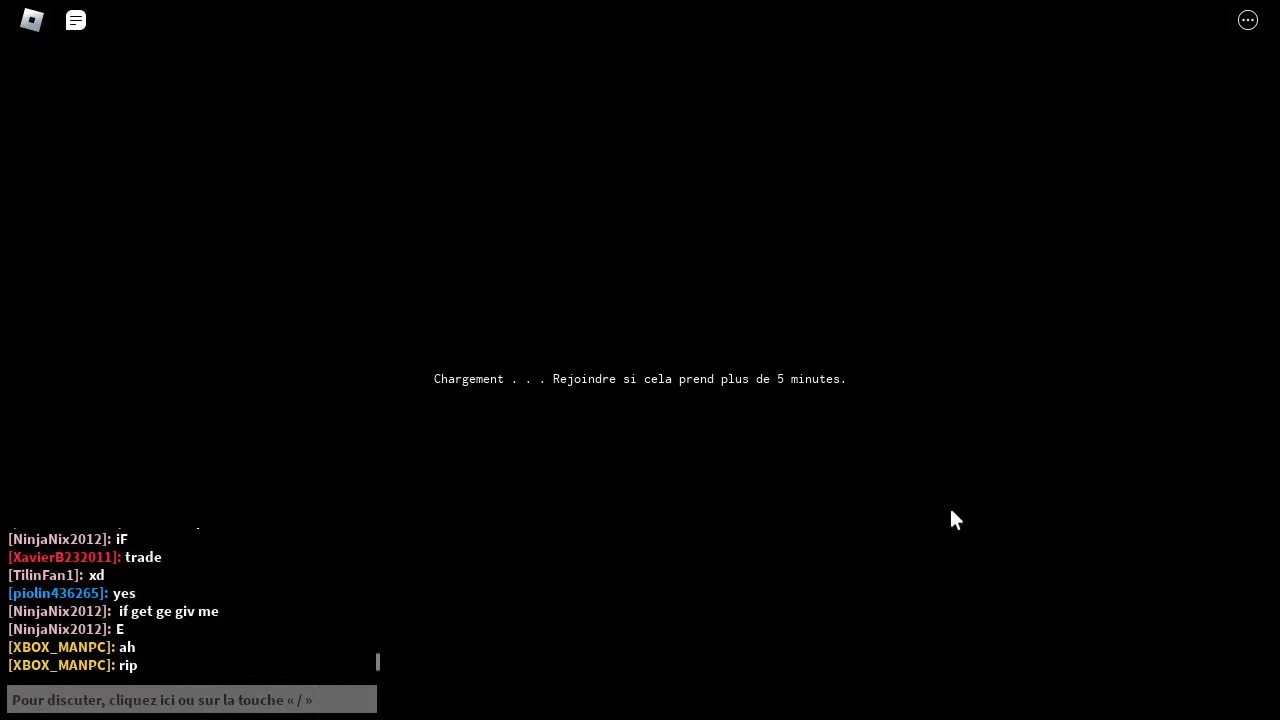 Chargement . . . Rejoindre si cela prend plus de 5 minutes.
[NinjaNix2012]: iF
[XavierB232011]: trade
[TilinFan1]: xd
[piolin436265]: yes
[NinjaNix2012]: if get ge giv me
[NinjaNix2012]: E
[XBOX_MANPC]: ah
[XBOX_MANPC]: rip
Pour discuter, cliquez ici ou sur la touche « / »